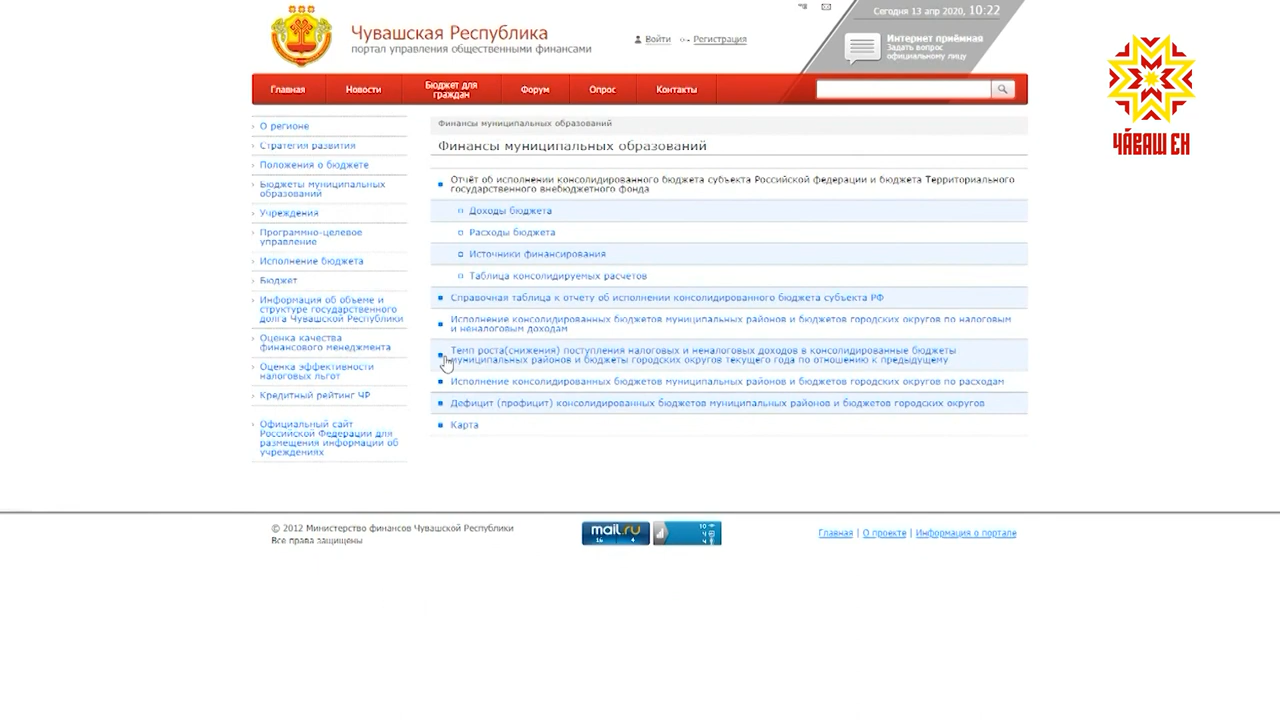 Сегодня 13 апр 2020, 10:22
Чувашская Республика
портал управления общественными финансами
Войти
Регистрация
Интернет приёмная
Задать вопрос
официальному лицу
ЧӐВАШ ЕН
Главная
Новости
Бюджет для
граждан
Форум
Опрос
Контакты
О регионе
Стратегия развития
Положения о бюджете
Бюджеты муниципальных
образований
Учреждения
Программно-целевое
управление
Исполнение бюджета
Бюджет
Информация об объеме и
структуре государственного
долга Чувашской Республики
Оценка качества
финансового менеджмента
Оценка эффективности
налоговых льгот
Кредитный рейтинг ЧР
Официальный сайт
Российской Федерации для
размещения информации об
учреждениях
Финансы муниципальных образований
Финансы муниципальных образований
Отчёт об исполнении консолидированного бюджета субъекта Российской федерации и бюджета Территориального
государственного внебюджетного фонда
Доходы бюджета
Расходы бюджета
Источники финансирования
Таблица консолидируемых расчетов
Справочная таблица к отчету об исполнении консолидированного бюджета субъекта РФ
Исполнение консолидированных бюджетов муниципальных районов и бюджетов городских округов по налоговым
и неналоговым доходам
Темп роста(снижения) поступления налоговых и неналоговых доходов в консолидированные бюджеты
муниципальных районов и бюджеты городских округов текущего года по отношению к предыдущему
Исполнение консолидированных бюджетов муниципальных районов и бюджетов городских округов по расходам
Дефицит (профицит) консолидированных бюджетов муниципальных районов и бюджетов городских округов
Карта
© 2012 Министерство финансов Чувашской Республики
Все права защищены
mail.ru
Главная | О проекте | Информация о портале